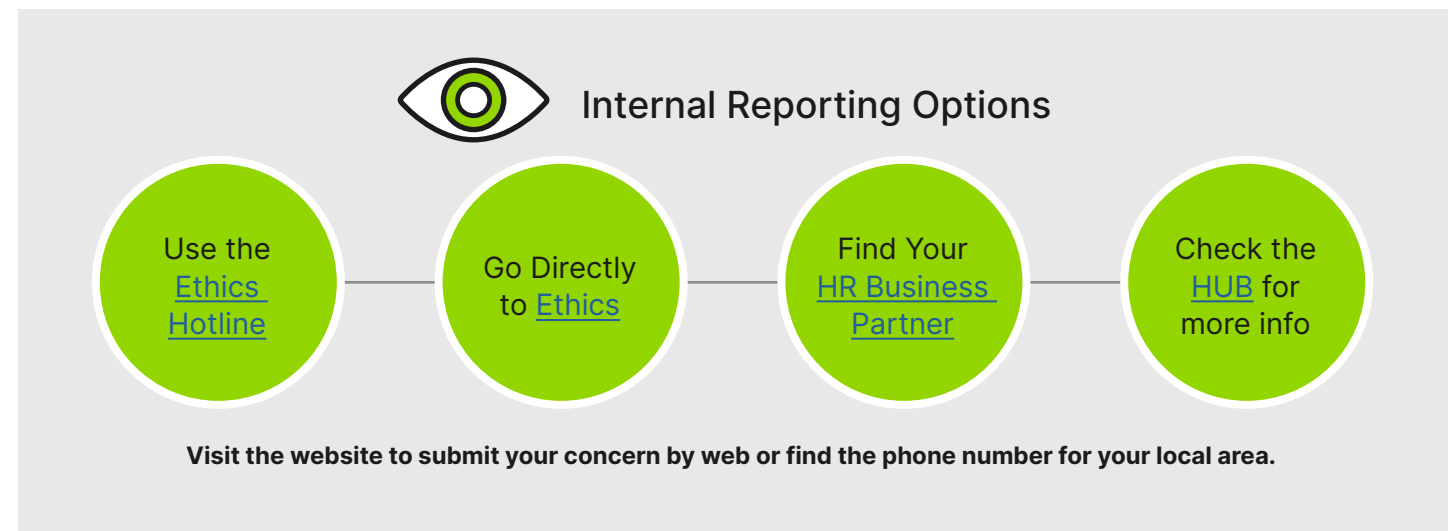 Internal Reporting Options
Use the
Ethics
Hotline
Go Directly
to Ethics
Find Your
HR Business
Partner
Check the
HUB for
more info
Visit the website to submit your concern by web or find the phone number for your local area.